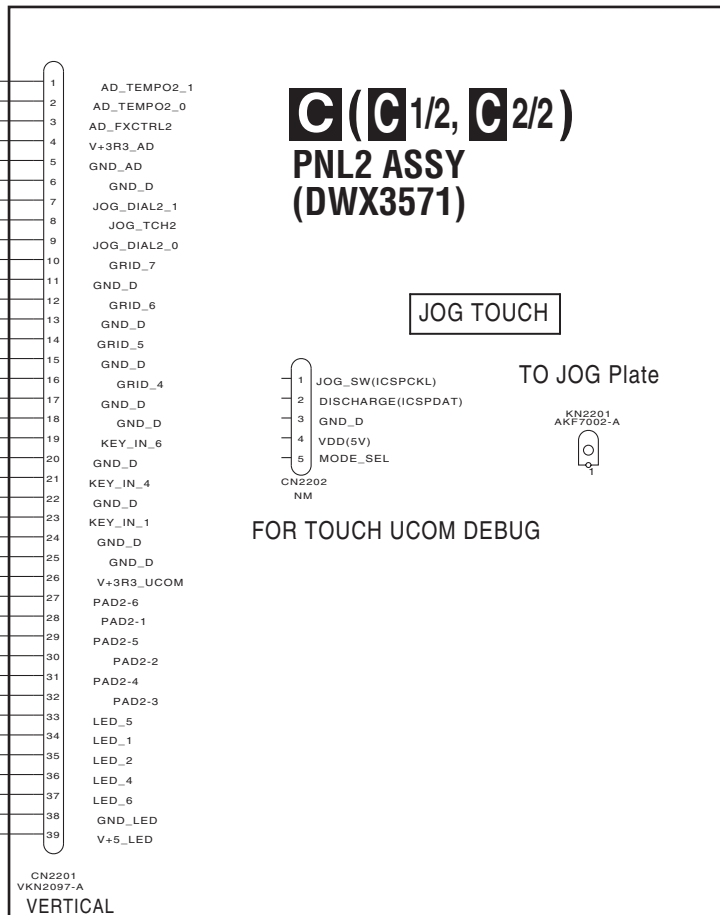 C (C 1/2, C 2/2)
PNL2 ASSY
(DWX3571)
1 AD_TEMPO2_1
2 AD_TEMPO2_0
3 AD_FXCTRL2
4 V+3R3_AD
5 GND_AD
6 GND_D
7 JOG_DIAL2_1
8 JOG_TCH2
9 JOG_DIAL2_0
10 GRID_7
11 GND_D
12 GRID_6
13 GND_D
14 GRID_5
15 GND_D
16 GRID_4
17 GND_D
18 GND_D
19 KEY_IN_6
20 GND_D
21 KEY_IN_4
22 GND_D
23 KEY_IN_1
24 GND_D
25 GND_D
26 V+3R3_UCOM
27 PAD2-6
28 PAD2-1
29 PAD2-5
30 PAD2-2
31 PAD2-4
32 PAD2-3
33 LED_5
34 LED_1
35 LED_2
36 LED_4
37 LED_6
38 GND_LED
39 V+5_LED
CN2201
VKN2097-A
VERTICAL
JOG TOUCH
1 JOG_SW(ICSPCKL)
2 DISCHARGE(ICSPDAT)
3 GND_D
4 VDD(5V)
5 MODE_SEL
CN2202
NM
TO JOG Plate
KN2201
AKF7002-A
1
FOR TOUCH UCOM DEBUG